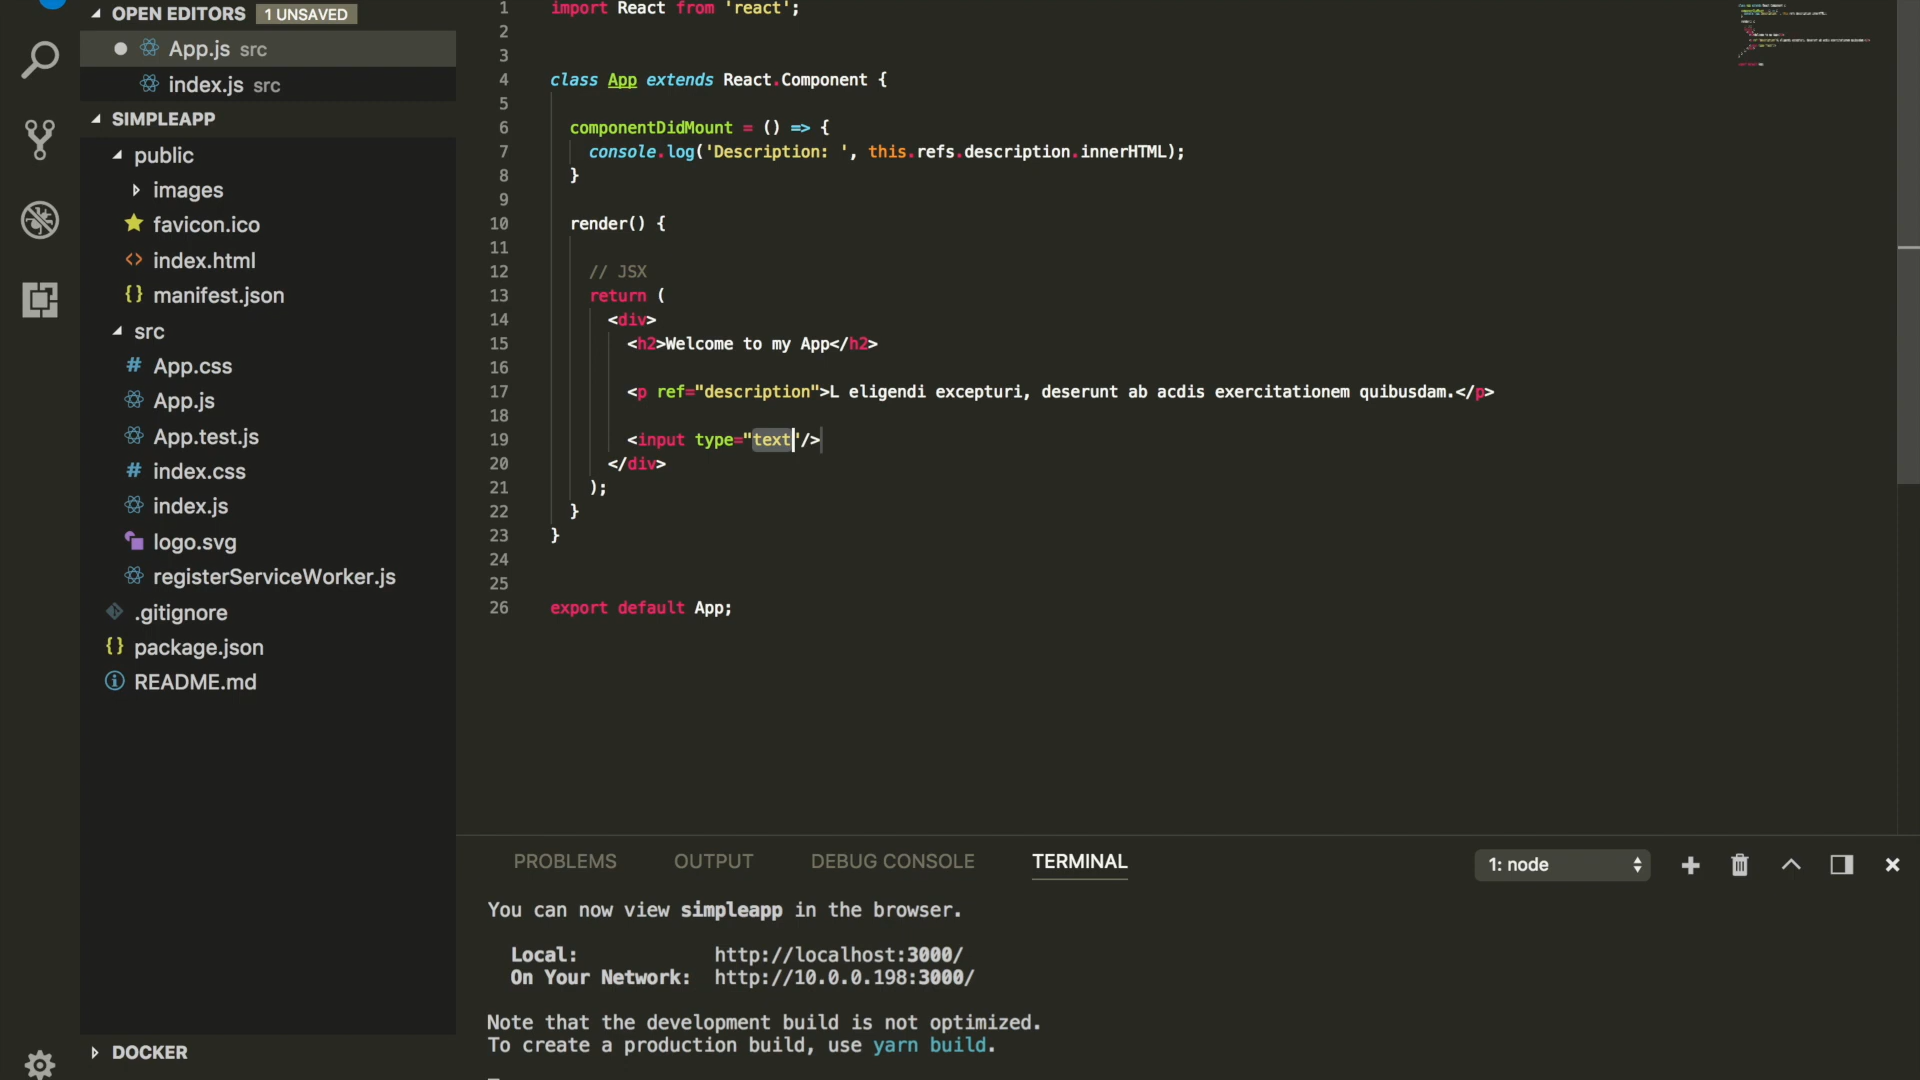 OPEN EDITORS 1 UNSAVED
App.js src
index.js src
SIMPLEAPP
public
images
favicon.ico
index.html
manifest.json
src
App.css
App.js
App.test.js
index.css
index.js
logo.svg
registerServiceWorker.js
.gitignore
package.json
README.md
DOCKER
1 import React from 'react';
2
3
4 class App extends React.Component {
5
6 componentDidMount = () => {
7 console.log('Description: ', this.refs.description.innerHTML);
8 }
9
10 render() {
11
12 // JSX
13 return (
14 <div>
15 <h2>Welcome to my App</h2>
16
17 <p ref="description">L eligendi excepturi, deserunt ab acdis exercitationem quibusdam.</p>
18
19 <input type="text"/>
20 </div>
21 );
22 }
23 }
24
25
26 export default App;
PROBLEMS OUTPUT DEBUG CONSOLE TERMINAL 1: node
You can now view simpleapp in the browser.
Local: http://localhost:3000/
On Your Network: http://10.0.0.198:3000/
Note that the development build is not optimized.
To create a production build, use yarn build.